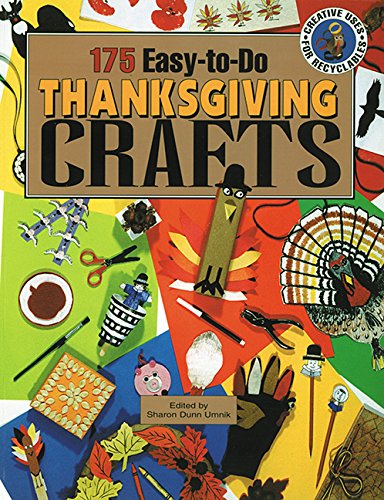 175 Easy-to-Do
THANKSGIVING
CRAFTS
CREATIVE USES
FOR RECYCLABLES
Edited by
Sharon Dunn Umnik